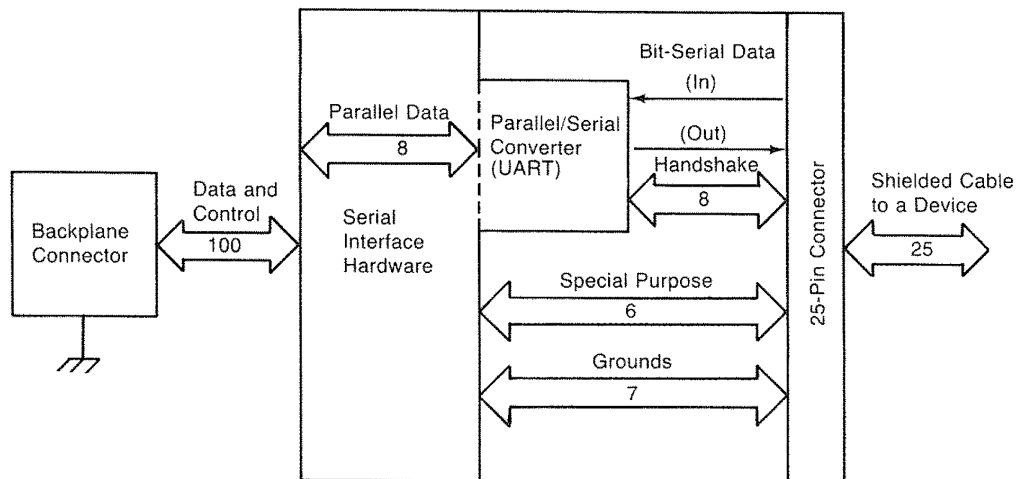 Backplane
Connector
Data and
Control
100
Parallel Data
8
Serial
Interface
Hardware
Parallel/Serial
Converter
(UART)
Bit-Serial Data
(In)
(Out)
Handshake
8
Special Purpose
6
Grounds
7
25-Pin Connector
Shielded Cable
to a Device
25